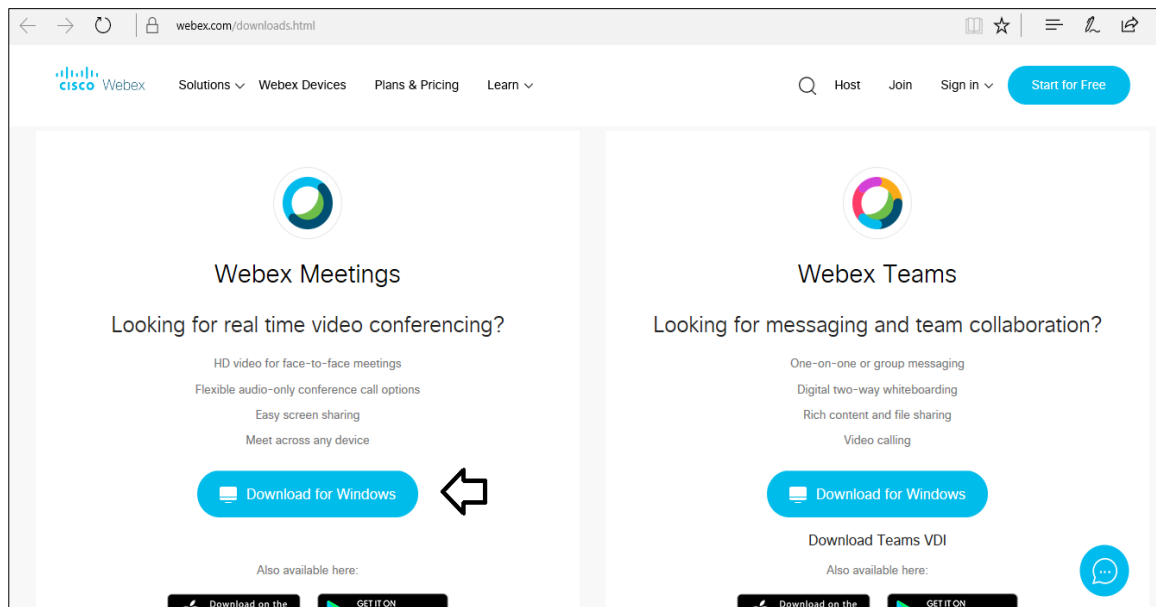 webex.com/downloads.html
cisco Webex Solutions Webex Devices Plans & Pricing Learn Host Join Sign in Start for Free
Webex Meetings
Looking for real time video conferencing?
HD video for face-to-face meetings
Flexible audio-only conference call options
Easy screen sharing
Meet across any device
Download for Windows
Also available here:
Download on the
GET IT ON
Webex Teams
Looking for messaging and team collaboration?
One-on-one or group messaging
Digital two-way whiteboarding
Rich content and file sharing
Video calling
Download for Windows
Download Teams VDI
Also available here:
Download on the
GET IT ON